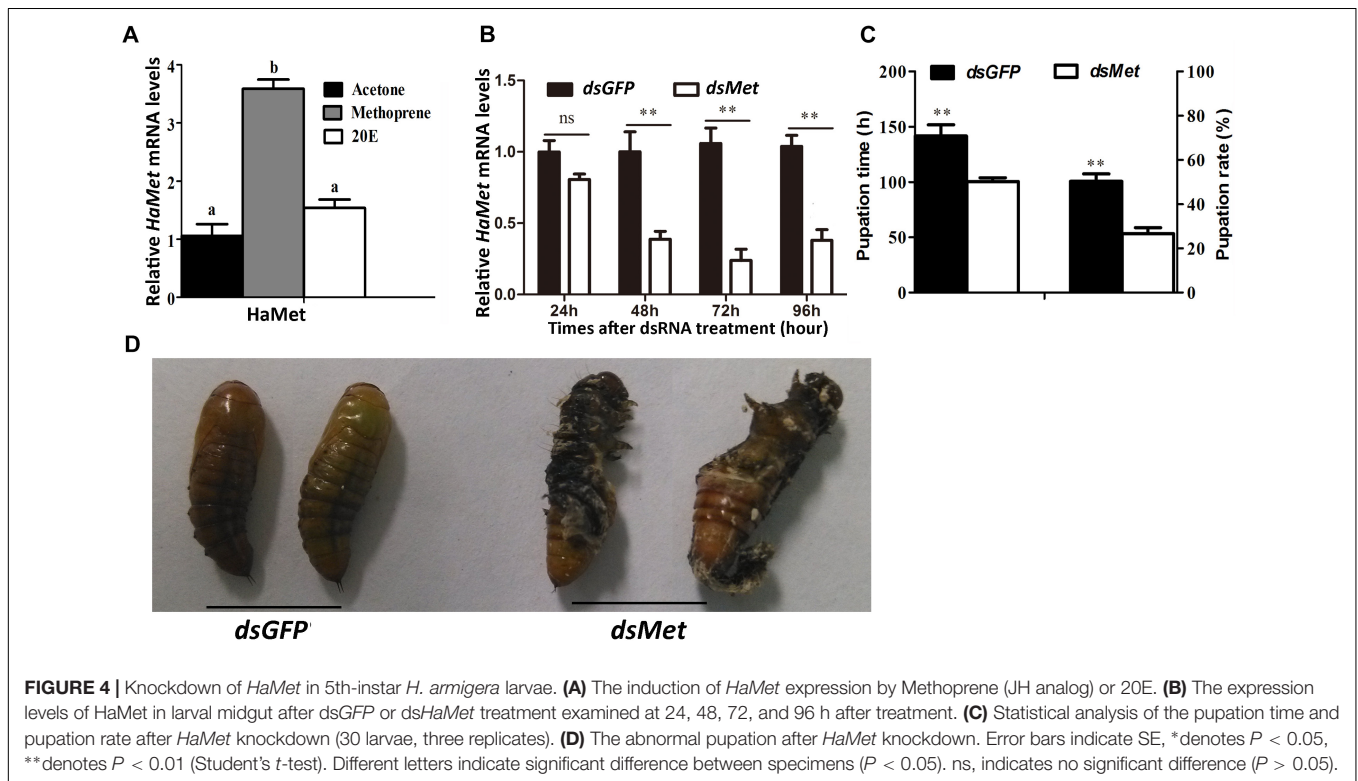 A
Relative HaMet mRNA levels
4
3
2
1
0
a
b
a
Acetone
Methoprene
20E
HaMet
B
Relative HaMet mRNA levels
1.5
1.0
0.5
0.0
dsGFP dsMet
ns ** ** **
24h 48h 72h 96h
Times after dsRNA treatment (hour)
C
dsGFP dsMet
Pupation time (h)
200
150
100
50
0
**
**
100
80
60
40
20
0
Pupation rate (%)
D
dsGFP dsMet
FIGURE 4 | Knockdown of HaMet in 5th-instar H. armigera larvae. (A) The induction of HaMet expression by Methoprene (JH analog) or 20E. (B) The expression
levels of HaMet in larval midgut after dsGFP or dsHaMet treatment examined at 24, 48, 72, and 96 h after treatment. (C) Statistical analysis of the pupation time and
pupation rate after HaMet knockdown (30 larvae, three replicates). (D) The abnormal pupation after HaMet knockdown. Error bars indicate SE, *denotes P < 0.05,
**denotes P < 0.01 (Student's t-test). Different letters indicate significant difference between specimens (P < 0.05). ns, indicates no significant difference (P > 0.05).